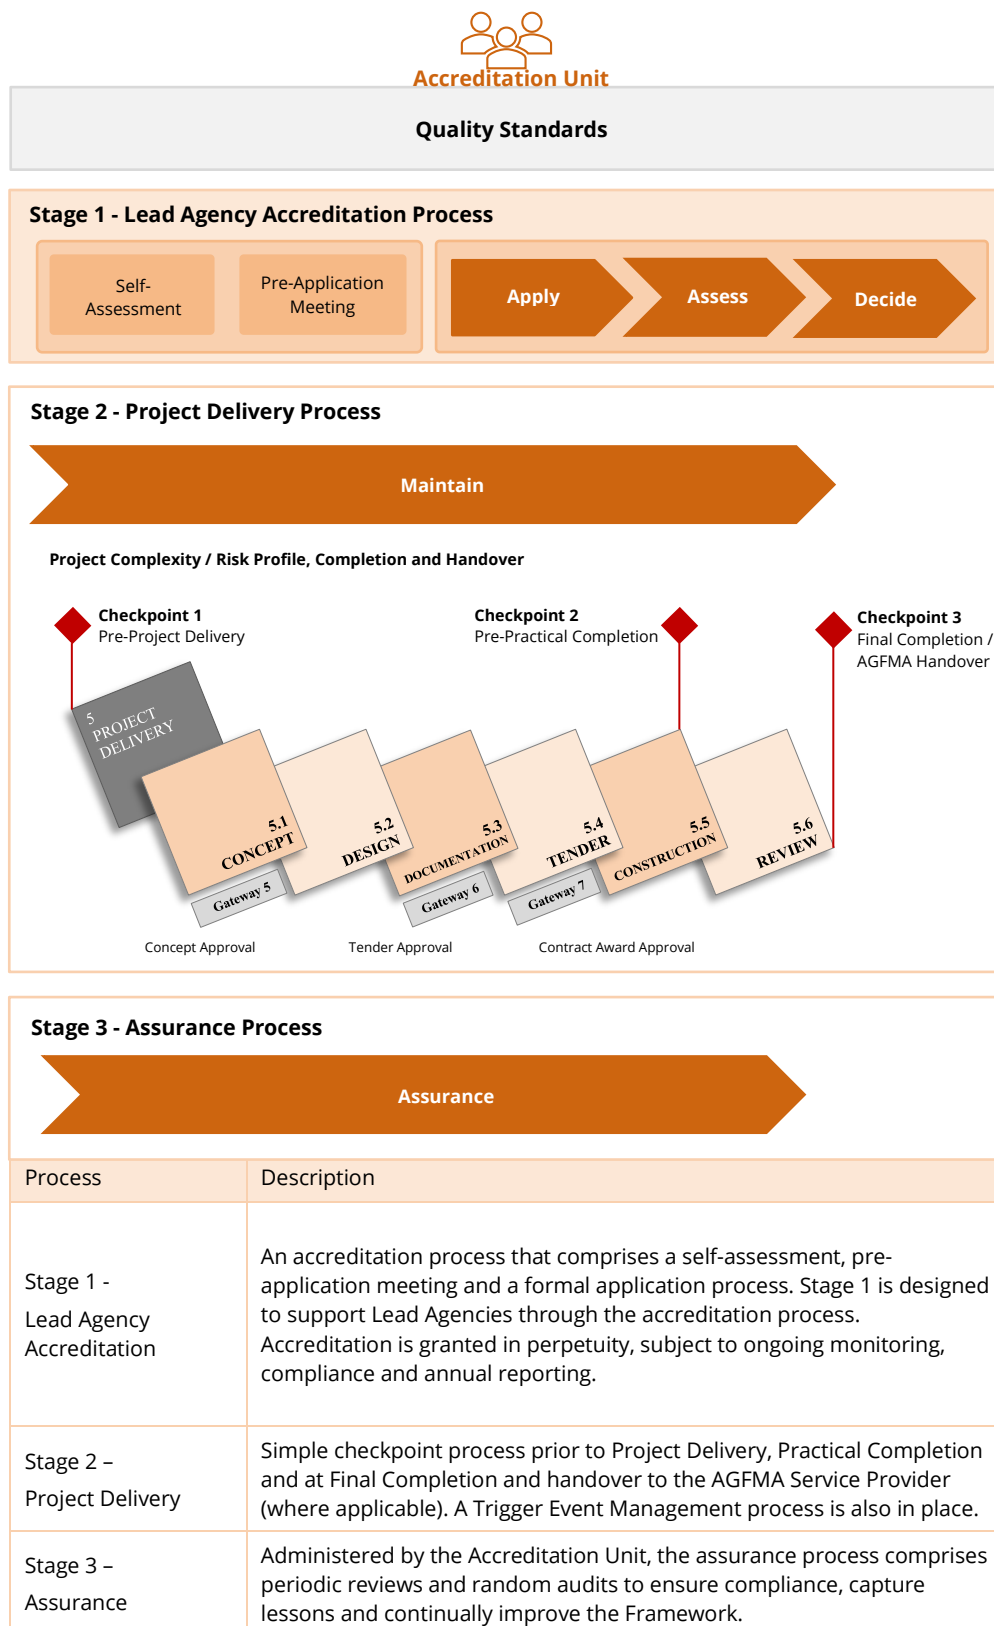 Accreditation Unit
Quality Standards
Stage 1 - Lead Agency Accreditation Process
Self-
Assessment
Pre-Application
Meeting
Apply
Assess
Decide
Stage 2 - Project Delivery Process
Maintain
Project Complexity / Risk Profile, Completion and Handover
Checkpoint 1
Pre-Project Delivery
Checkpoint 2
Pre-Practical Completion
Checkpoint 3
Final Completion /
AGFMA Handover
5
PROJECT
DELIVERY
5.1
CONCEPT
5.2
DESIGN
5.3
DOCUMENTATION
5.4
TENDER
5.5
CONSTRUCTION
5.6
REVIEW
Gateway 5
Gateway 6
Gateway 7
Concept Approval
Tender Approval
Contract Award Approval
Stage 3 - Assurance Process
Assurance
Process
Description
Stage 1 -
Lead Agency
Accreditation
An accreditation process that comprises a self-assessment, pre-
application meeting and a formal application process. Stage 1 is designed
to support Lead Agencies through the accreditation process.
Accreditation is granted in perpetuity, subject to ongoing monitoring,
compliance and annual reporting.
Stage 2 –
Project Delivery
Simple checkpoint process prior to Project Delivery, Practical Completion
and at Final Completion and handover to the AGFMA Service Provider
(where applicable). A Trigger Event Management process is also in place.
Stage 3 –
Assurance
Administered by the Accreditation Unit, the assurance process comprises
periodic reviews and random audits to ensure compliance, capture
lessons and continually improve the Framework.